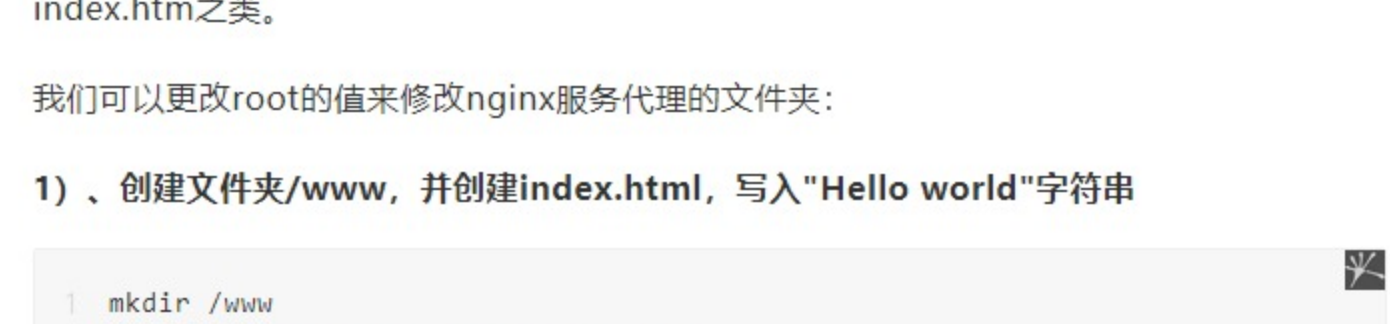 index.htm之类。
我们可以更改root的值来修改nginx服务代理的文件夹：
1）、创建文件夹/www，并创建index.html，写入"Hello world"字符串
1 mkdir /www